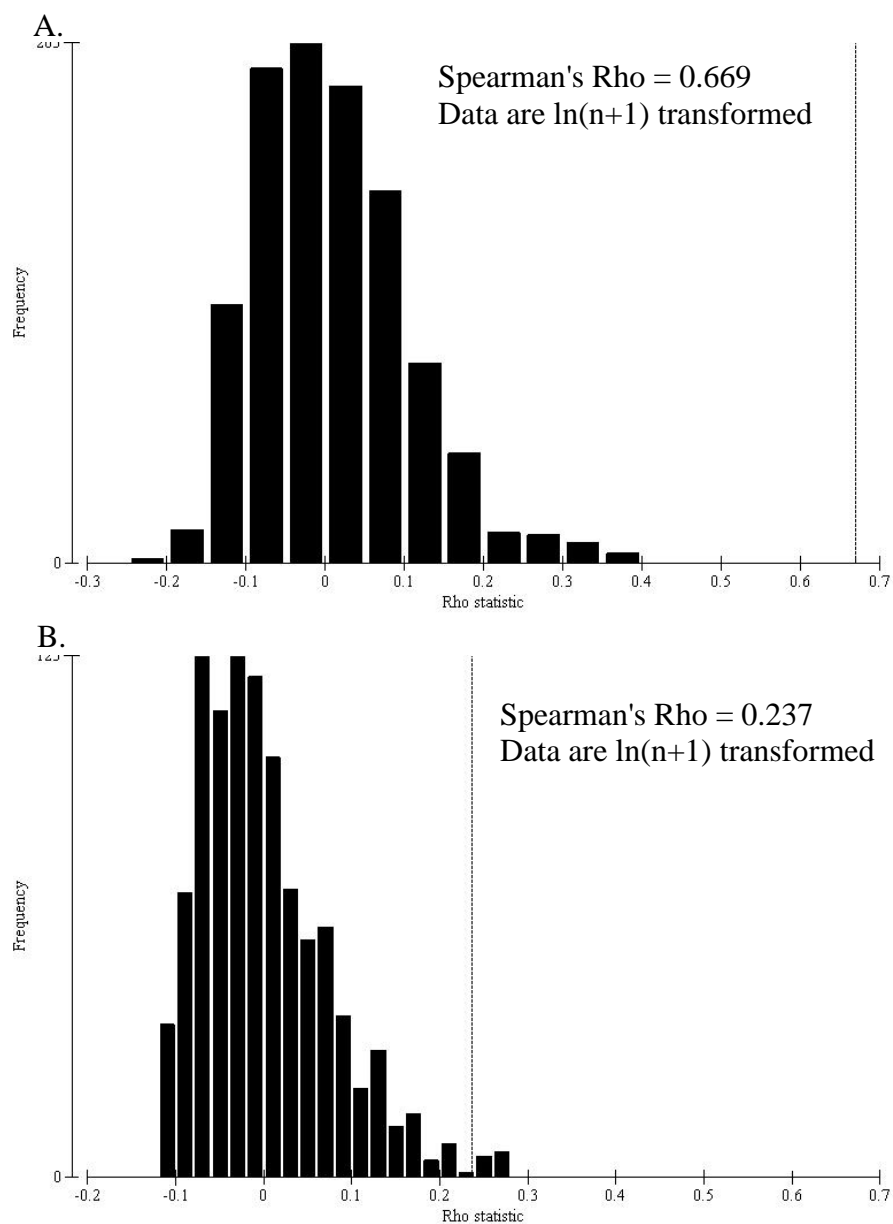 A.
Spearman's Rho = 0.669
Data are ln(n+1) transformed
Frequency
0
-0.3 -0.2 -0.1 0 0.1 0.2 0.3 0.4 0.5 0.6 0.7
Rho statistic
B.
Spearman's Rho = 0.237
Data are ln(n+1) transformed
Frequency
0
-0.2 -0.1 0 0.1 0.2 0.3 0.4 0.5 0.6 0.7
Rho statistic